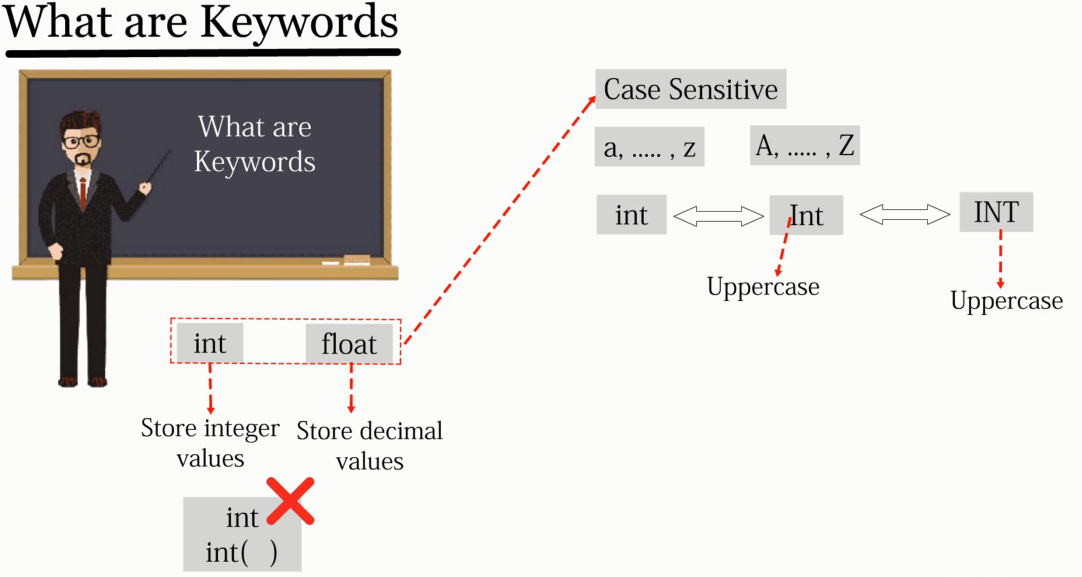 What are Keywords
What are
Keywords
int
float
Store integer
values
Store decimal
values
int
int( )
Case Sensitive
a, ..... , z
A, ..... , Z
int
Int
INT
Uppercase
Uppercase